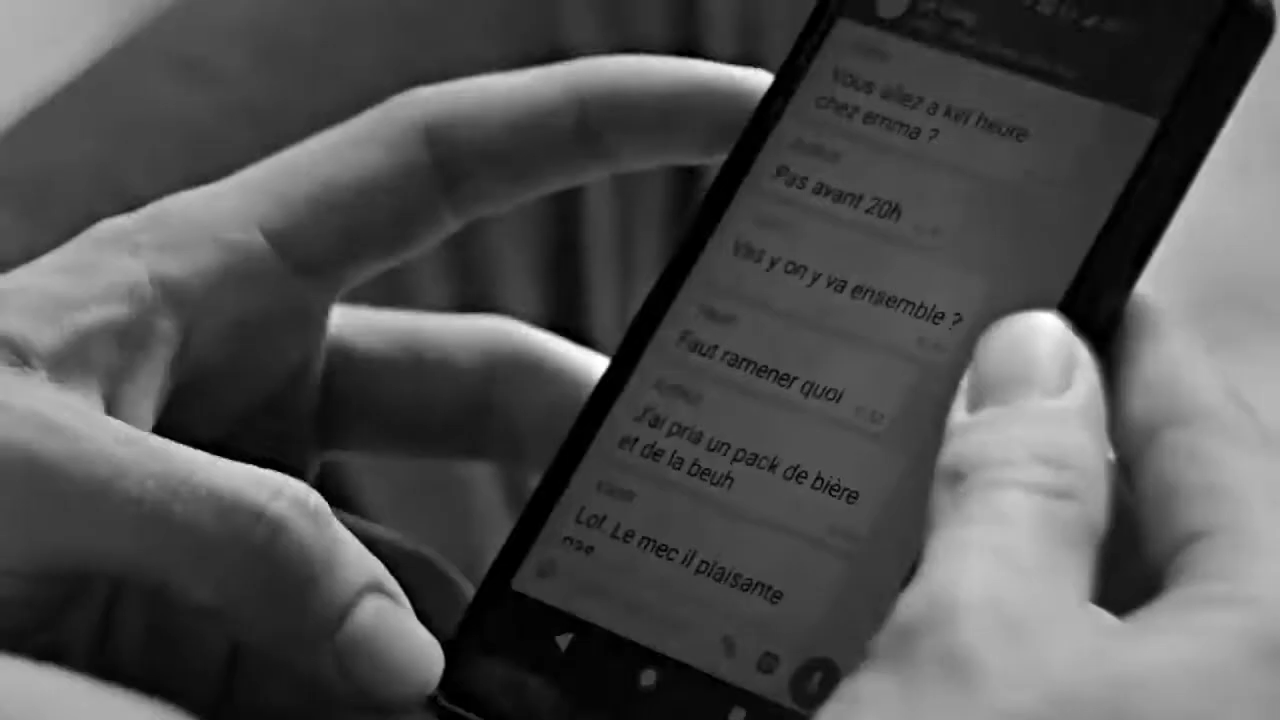 Vous allez a kel heure
chez emma ?
Pas avant 20h
Vas y on y va ensemble ?
Faut ramener quoi
J'ai pris un pack de bière
et de la beuh
Lol. Le mec il plaisante
pas